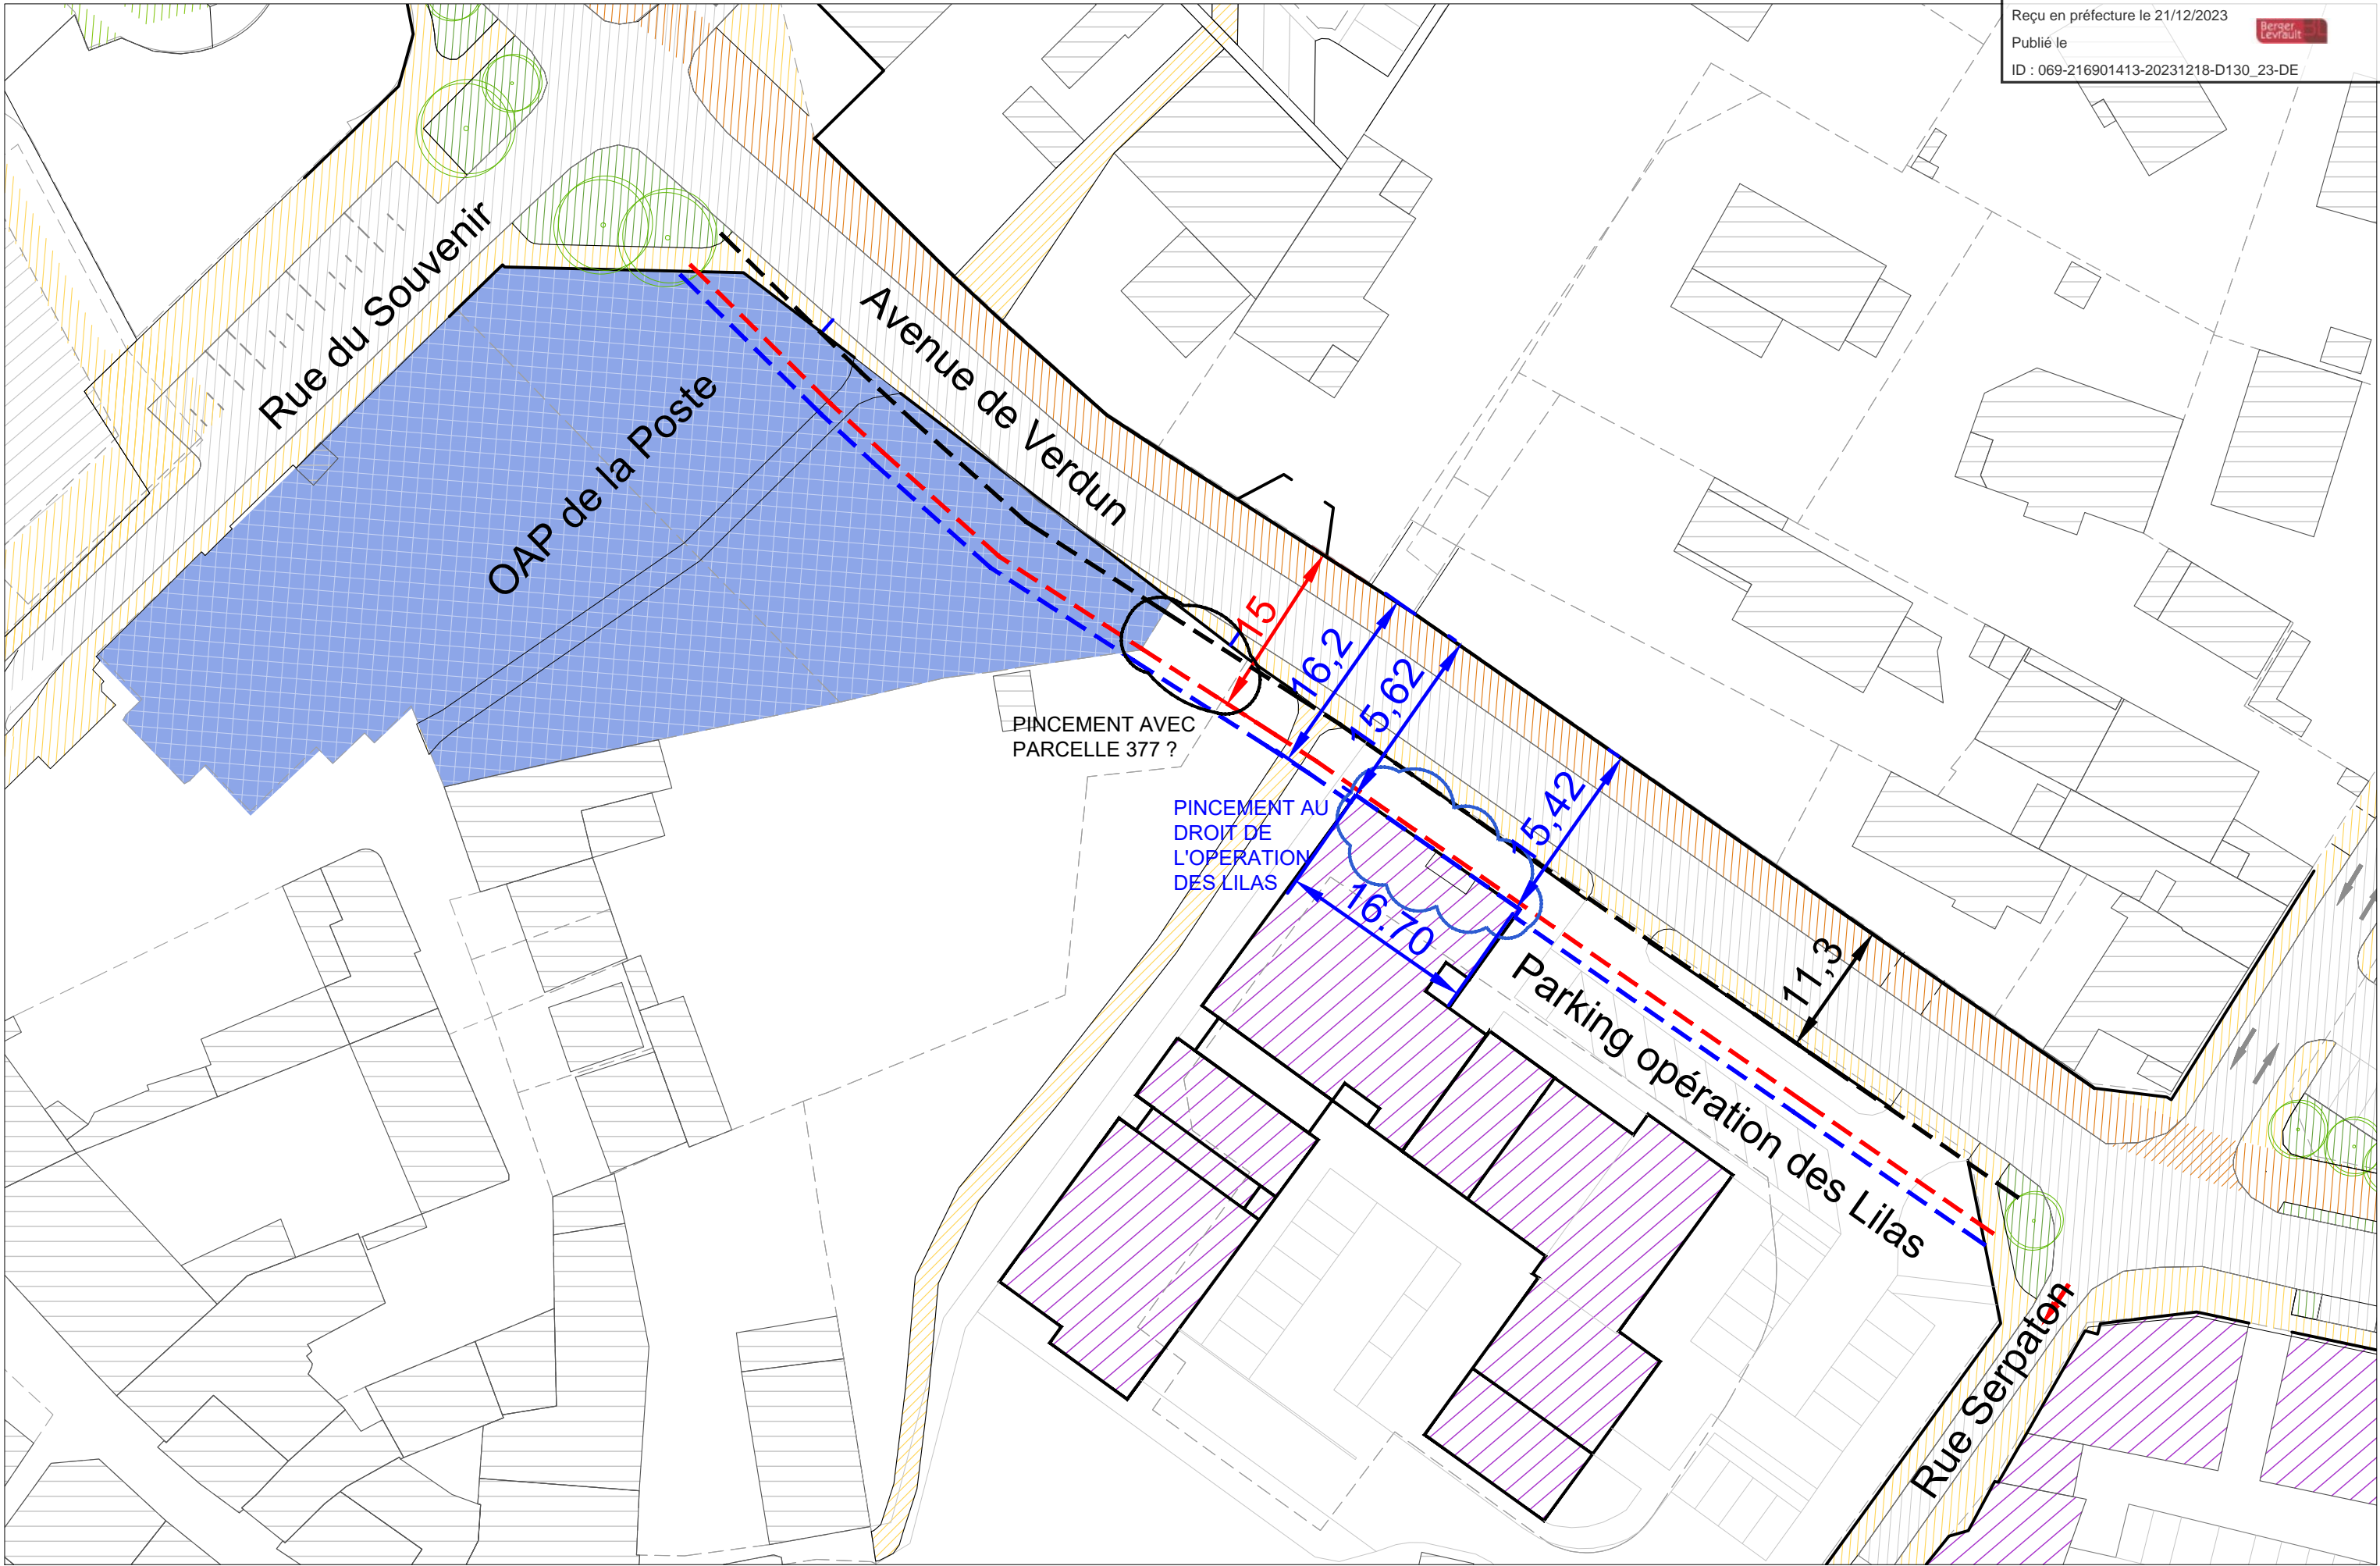 Reçu en préfecture le 21/12/2023
Berger
Levrault
Publié le
ID : 069-216901413-20231218-D130_23-DE
Rue du Souvenir
Avenue de Verdun
OAP de la Poste
15
16,2
15,62
15,42
PINCEMENT AVEC
PARCELLE 377 ?
PINCEMENT AU
DROIT DE
L'OPERATION
DES LILAS
16.70
11,3
Parking opération des Lilas
Rue Serpaton